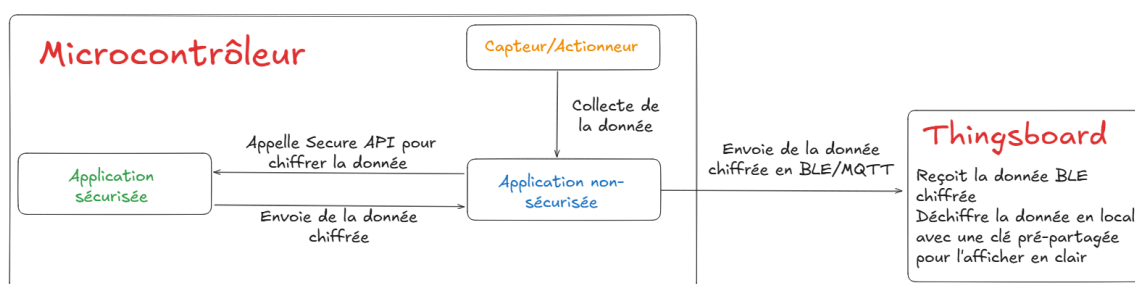 Microcontrôleur
Capteur/Actionneur
Collecte de
la donnée
Appelle Secure API pour
chiffrer la donnée
Application
sécurisée
Envoie de la donnée
chiffrée
Application non-
sécurisée
Envoie de la donnée
chiffrée en BLE/MQTT
Thingsboard
Reçoit la donnée BLE
chiffrée
Déchiffre la donnée en local
avec une clé pré-partagée
pour l'afficher en clair